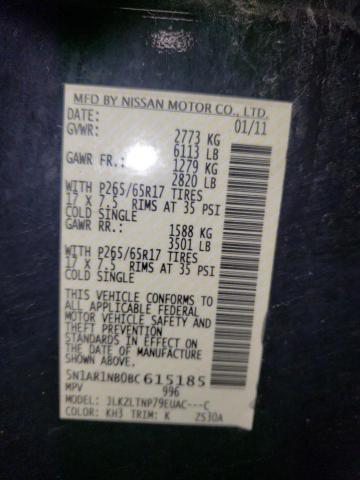 MFD BY NISSAN MOTOR CO., LTD.
DATE: 01/11
GVWR: 2773 KG
6113 LB
GAWR FR.: 1279 KG
2820 LB
WITH P265/65R17 TIRES
17 X 7.5 RIMS AT 35 PSI
COLD SINGLE
GAWR RR.: 1588 KG
3501 LB
WITH P265/65R17 TIRES
17 X 7.5 RIMS AT 35 PSI
COLD SINGLE
THIS VEHICLE CONFORMS TO
ALL APPLICABLE FEDERAL
MOTOR VEHICLE SAFETY AND
THEFT PREVENTION
STANDARDS IN EFFECT ON
THE DATE OF MANUFACTURE
SHOWN ABOVE.
5N1AR1NB0BC615185
MPV 996
MODEL: JLKZLTNP79EUAC---C
COLOR: KH3 TRIM: K 2530A